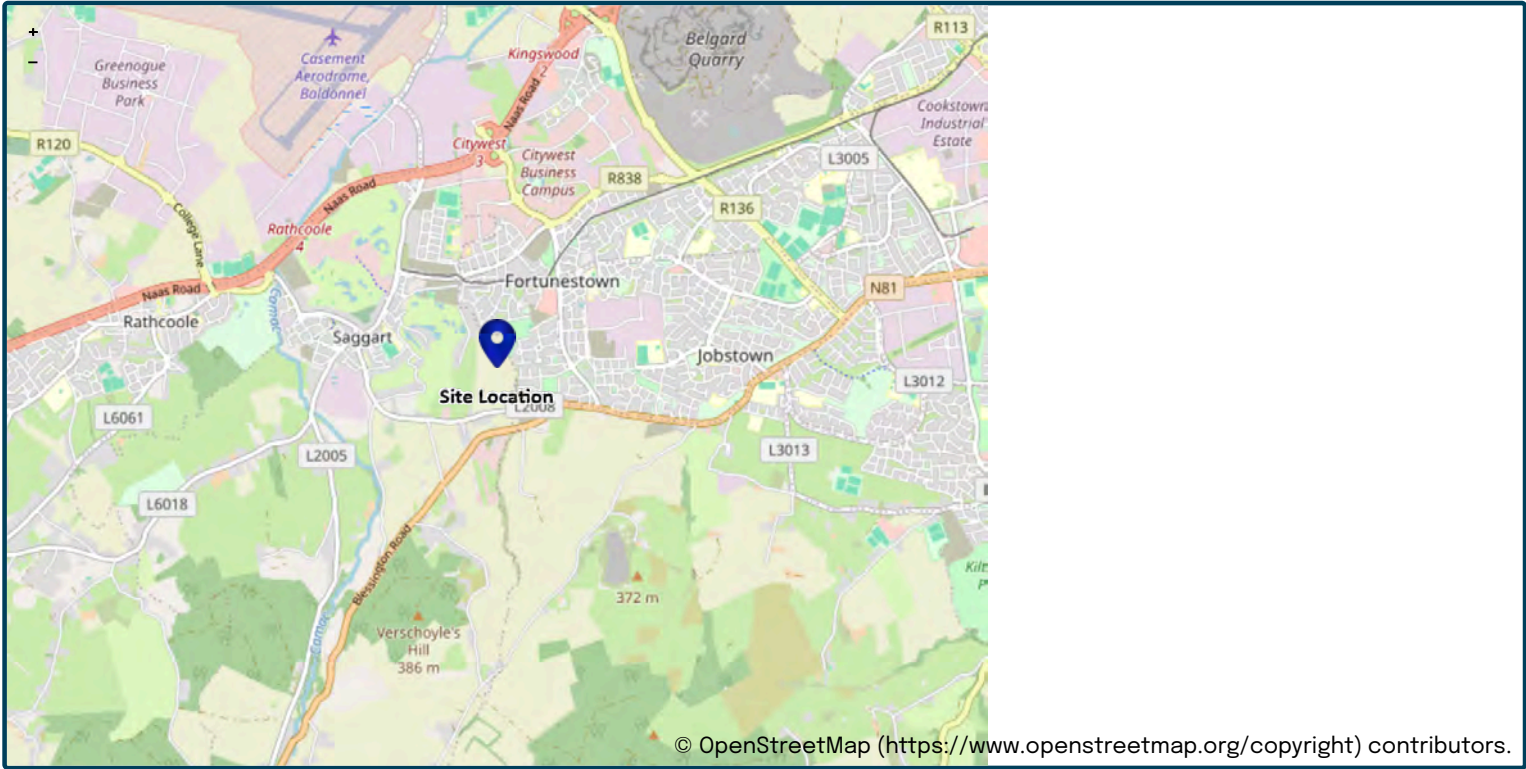 +
−
Greenogue
Business
Park
Casement
Aerodrome,
Baldonnel
Kingswood
2
Belgard
Quarry
R113
Naas Road
Cookstown
Industrial
Estate
R120
Citywest
3
Citywest
Business
Campus
L3005
R838
R136
Naas Road
College Lane
Rathcoole
4
Fortunestown
N81
Naas Road
Camac
Rathcoole
Saggart
Jobstown
L3012
Site Location
L2008
L6061
L2005
L3013
L6018
Blessington Road
Camac
372 m
Verschoyle's
Hill
386 m
© OpenStreetMap (https://www.openstreetmap.org/copyright) contributors.